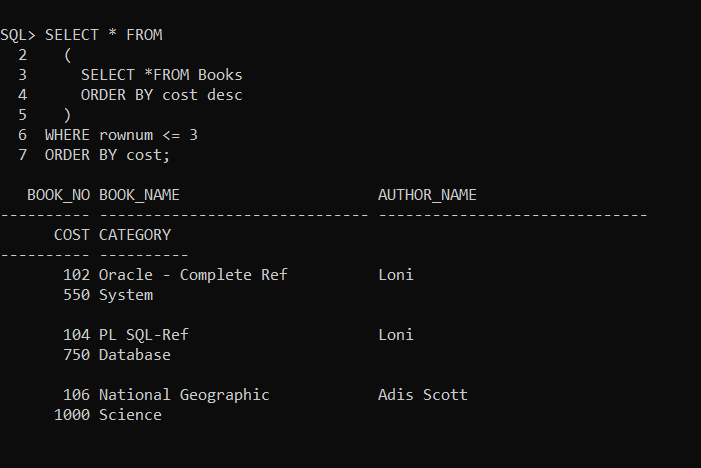 SQL> SELECT * FROM
  2    (
  3      SELECT *FROM Books
  4      ORDER BY cost desc
  5    )
  6  WHERE rownum <= 3
  7  ORDER BY cost;
   BOOK_NO BOOK_NAME                      AUTHOR_NAME
---------- ------------------------------ ------------------------------
      COST CATEGORY
---------- ----------
       102 Oracle - Complete Ref          Loni
       550 System
       104 PL SQL-Ref                     Loni
       750 Database
       106 National Geographic            Adis Scott
      1000 Science